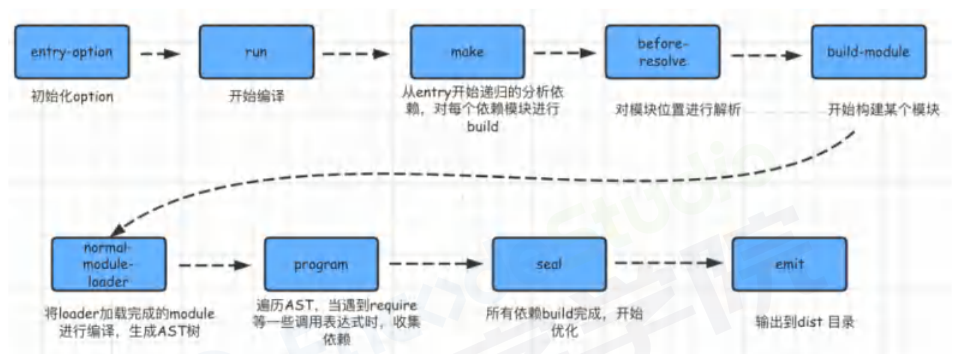 entry-option
run
make
before-
resolve
build-module
初始化option
开始编译
从entry开始递归的分析依
赖，对每个依赖模块进行
build
对模块位置进行解析
开始构建某个模块
normal-
module-
loader
program
seal
emit
将loader加载完成的module
进行编译，生成AST树
遍历AST，当遇到require
等一些调用表达式时，收集
依赖
所有依赖build完成，开始
优化
输出到dist 目录